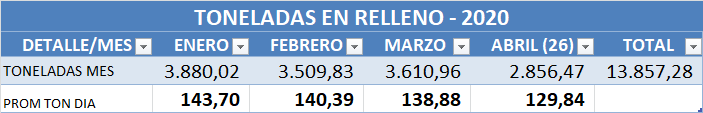 TONELADAS EN RELLENO - 2020
DETALLE/MES ENERO FEBRERO MARZO ABRIL (26) TOTAL
TONELADAS MES 3.880,02 3.509,83 3.610,96 2.856,47 13.857,28
PROM TON DIA 143,70 140,39 138,88 129,84